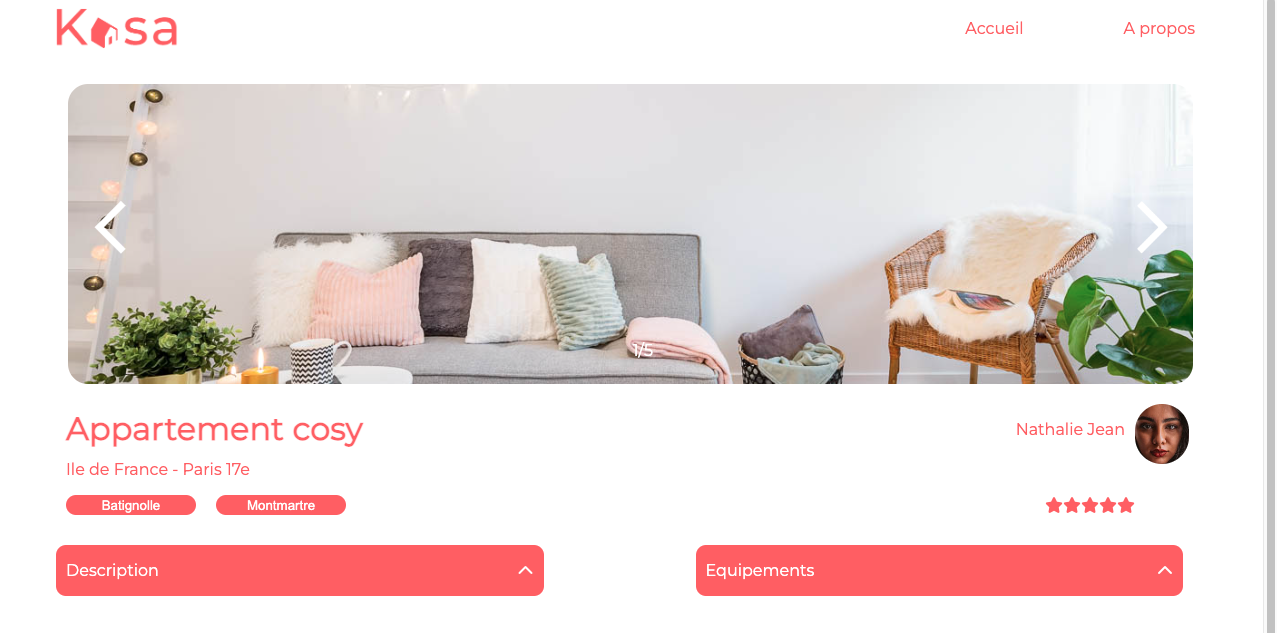 Kasa
Accueil
A propos
1/5
Appartement cosy
Nathalie Jean
Ile de France - Paris 17e
Batignolle
Montmartre
Description
Equipements